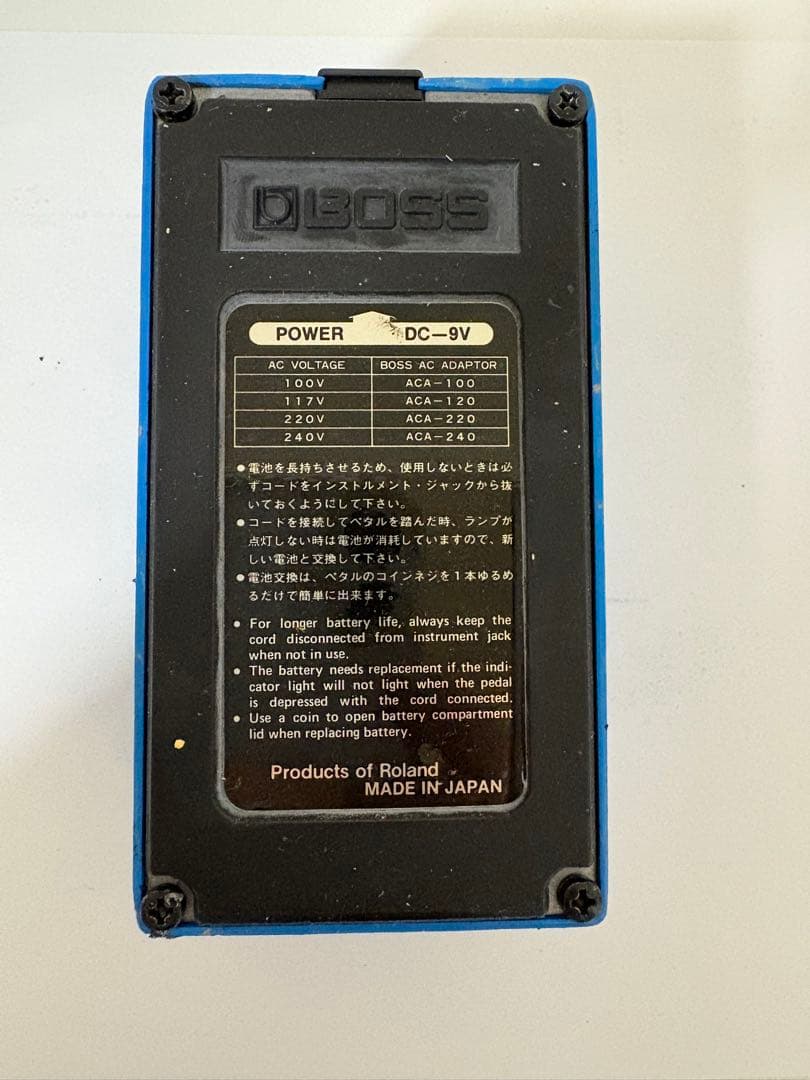 BOSS
POWER DC-9V
AC VOLTAGE BOSS AC ADAPTOR
100V ACA-100
117V ACA-120
220V ACA-220
240V ACA-240
●電池を長持ちさせるため、使用しないときは必
ずコードをインストルメント・ジャックから抜
いておくようにして下さい。
●コードを接続してペタルを踏んだ時、ランプが
点灯しない時は電池が消耗していますので、新
しい電池と交換して下さい。
●電池交換は、ペタルのコインネジを1本ゆるめ
るだけで簡単に出来ます。
● For longer battery life, always keep the
cord disconnected from instrument jack
when not in use.
● The battery needs replacement if the indi-
cator light will not light when the pedal
is depressed with the cord connected.
● Use a coin to open battery compartment
lid when replacing battery.
Products of Roland
MADE IN JAPAN